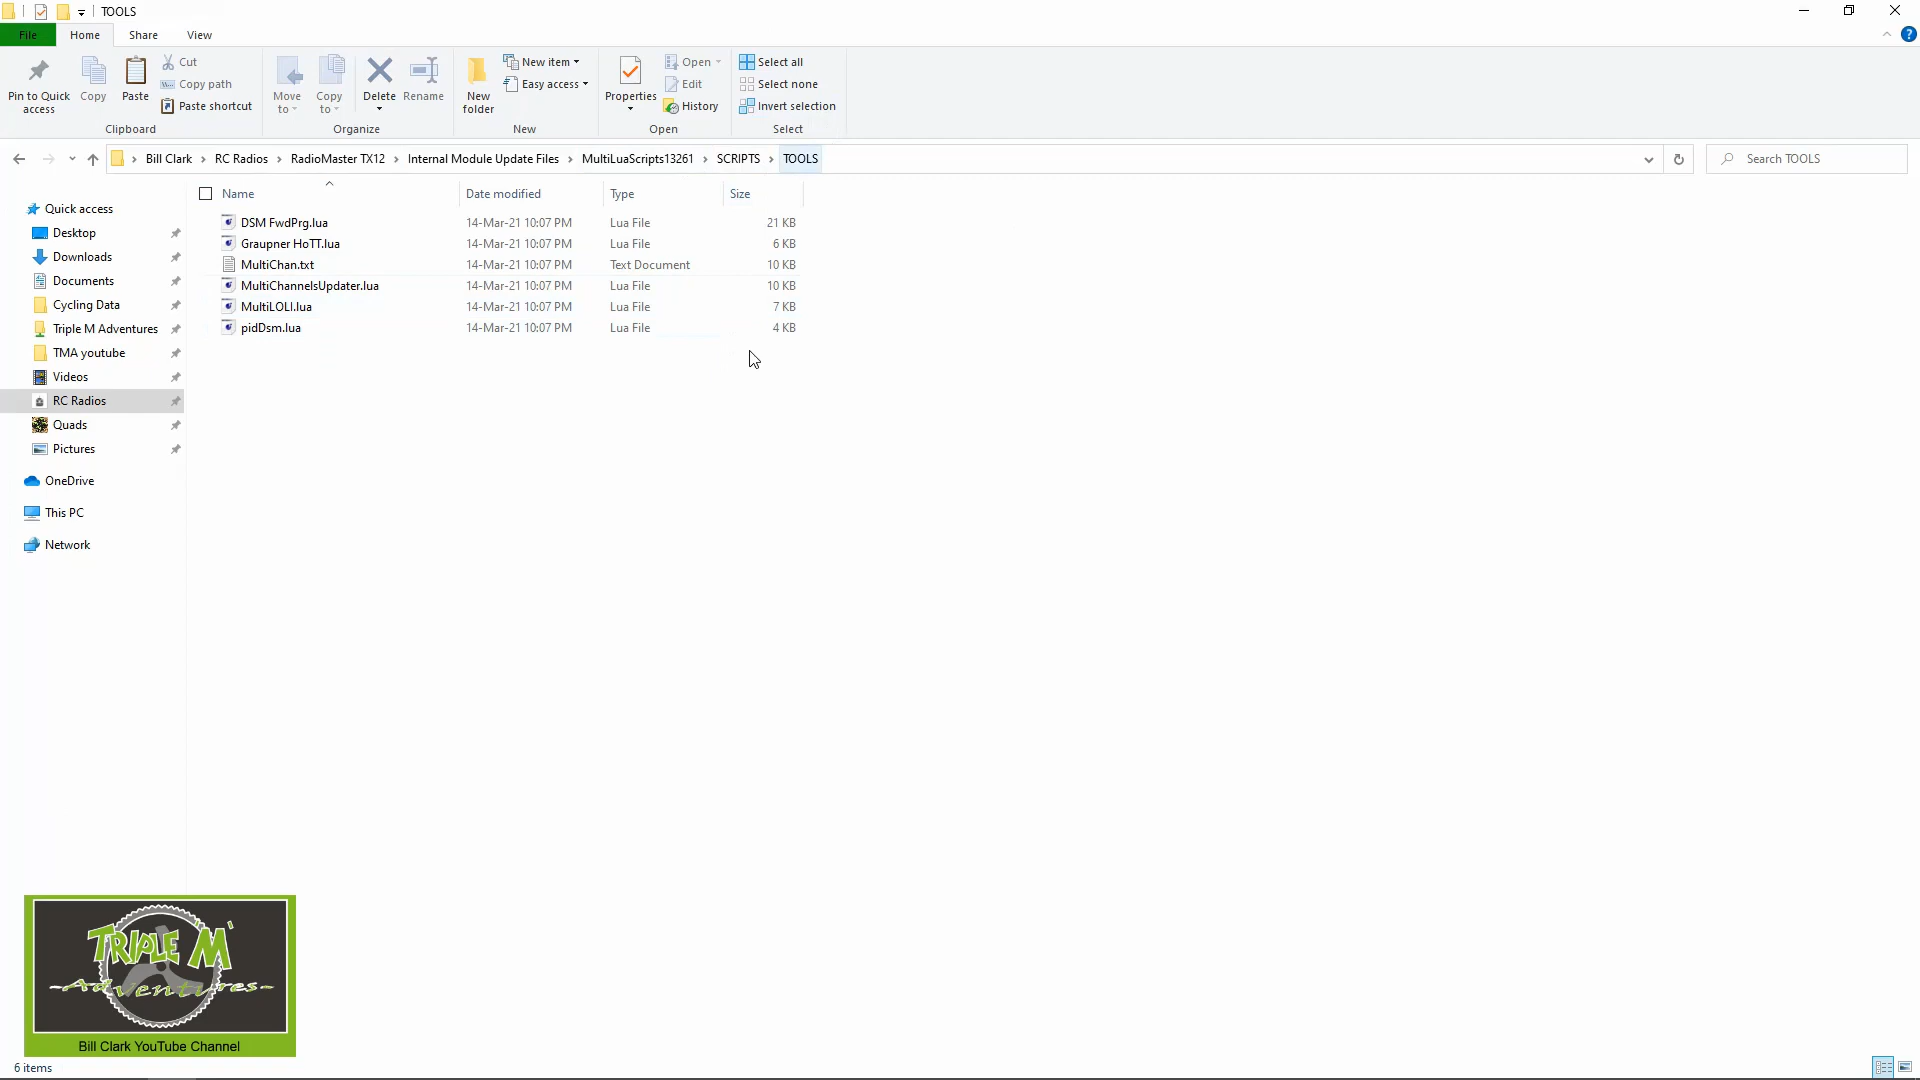 TOOLS
File Home Share View
Pin to Quick access
Copy
Paste
Cut
Copy path
Paste shortcut
Clipboard
Move to
Copy to
Delete
Rename
Organize
New folder
New item
Easy access
New
Properties
Open
Edit
History
Open
Select all
Select none
Invert selection
Select
Bill Clark > RC Radios > RadioMaster TX12 > Internal Module Update Files > MultiLuaScripts13261 > SCRIPTS > TOOLS
Search TOOLS
Quick access
Desktop
Downloads
Documents
Cycling Data
Triple M Adventures
TMA youtube
Videos
RC Radios
Quads
Pictures
OneDrive
This PC
Network
Name Date modified Type Size
DSM FwdPrg.lua 14-Mar-21 10:07 PM Lua File 21 KB
Graupner HoTT.lua 14-Mar-21 10:07 PM Lua File 6 KB
MultiChan.txt 14-Mar-21 10:07 PM Text Document 10 KB
MultiChannelsUpdater.lua 14-Mar-21 10:07 PM Lua File 10 KB
MultiLOLI.lua 14-Mar-21 10:07 PM Lua File 7 KB
pidDsm.lua 14-Mar-21 10:07 PM Lua File 4 KB
TRIPLE M
-Adventures-
Bill Clark YouTube Channel
6 items